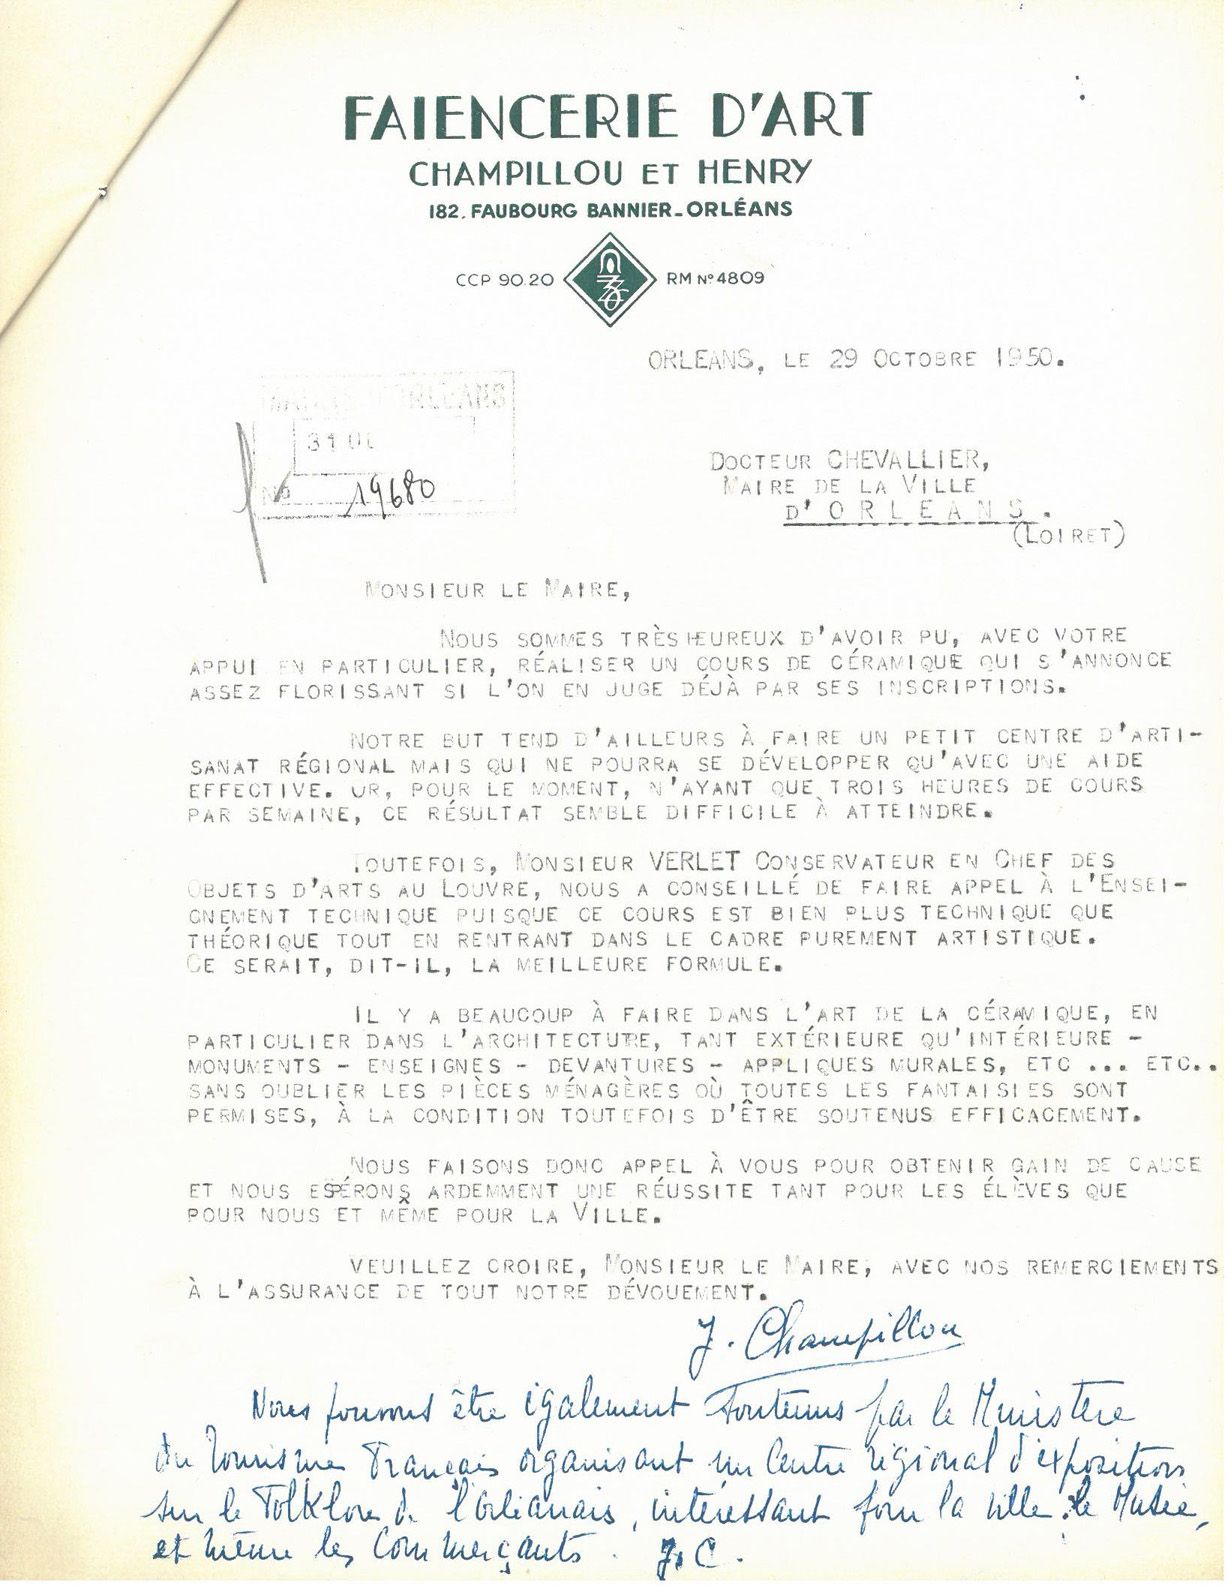 FAIENCERIE D'ART
CHAMPILLOU ET HENRY
182, FAUBOURG BANNIER_ORLÉANS
CCP 90.20 RM N° 4809
ORLEANS, LE 29 OCTOBRE 1950.
MAIRIE D'ORLEANS
31 OC
No 19680
DOCTEUR CHEVALLIER,
MAIRE DE LA VILLE
D'ORLEANS.
(LOIRET)
MONSIEUR LE MAIRE,
NOUS SOMMES TRÈS HEUREUX D'AVOIR PU, AVEC VOTRE
APPUI EN PARTICULIER, RÉALISER UN COURS DE CÉRAMIQUE QUI S'ANNONCE
ASSEZ FLORISSANT SI L'ON EN JUGE DÉJÀ PAR SES INSCRIPTIONS.
NOTRE BUT TEND D'AILLEURS À FAIRE UN PETIT CENTRE D'ARTI-
SANAT RÉGIONAL MAIS QUI NE POURRA SE DÉVELOPPER QU'AVEC UNE AIDE
EFFECTIVE. OR, POUR LE MOMENT, N'AYANT QUE TROIS HEURES DE COURS
PAR SEMAINE, CE RÉSULTAT SEMBLE DIFFICILE À ATTEINDRE.
TOUTEFOIS, MONSIEUR VERLET CONSERVATEUR EN CHEF DES
OBJETS D'ARTS AU LOUVRE, NOUS A CONSEILLÉ DE FAIRE APPEL À L'ENSEI-
GNEMENT TECHNIQUE PUISQUE CE COURS EST BIEN PLUS TECHNIQUE QUE
THÉORIQUE TOUT EN RENTRANT DANS LE CADRE PUREMENT ARTISTIQUE.
CE SERAIT, DIT-IL, LA MEILLEURE FORMULE.
IL Y A BEAUCOUP À FAIRE DANS L'ART DE LA CÉRAMIQUE, EN
PARTICULIER DANS L'ARCHITECTURE, TANT EXTÉRIEURE QU'INTÉRIEURE -
MONUMENTS - ENSEIGNES - DEVANTURES - APPLIQUES MURALES, ETC ... ETC..
SANS OUBLIER LES PIÈCES MÉNAGÈRES OÙ TOUTES LES FANTAISIES SONT
PERMISES, À LA CONDITION TOUTEFOIS D'ÊTRE SOUTENUS EFFICACEMENT.
NOUS FAISONS DONC APPEL À VOUS POUR OBTENIR GAIN DE CAUSE
ET NOUS ESPÉRONS ARDEMMENT UNE RÉUSSITE TANT POUR LES ÉLÈVES QUE
POUR NOUS ET MÊME POUR LA VILLE.
VEUILLEZ CROIRE, MONSIEUR LE MAIRE, AVEC NOS REMERCIEMENTS
À L'ASSURANCE DE TOUT NOTRE DÉVOUEMENT.
J. Champillou
Nous pouvons être également soutenus par le Ministère
du Tourisme Français organisant un Centre régional d'exposition
sur le Folklore de l'Orléanais, intéressant pour la ville, le Musée,
et même les Commerçants. J. C.